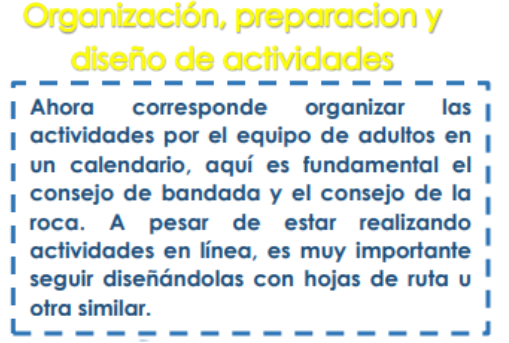 Organización, preparacion y
diseño de actividades
Ahora corresponde organizar las
actividades por el equipo de adultos en
un calendario, aquí es fundamental el
consejo de bandada y el consejo de la
roca. A pesar de estar realizando
actividades en línea, es muy importante
seguir diseñándolas con hojas de ruta u
otra similar.